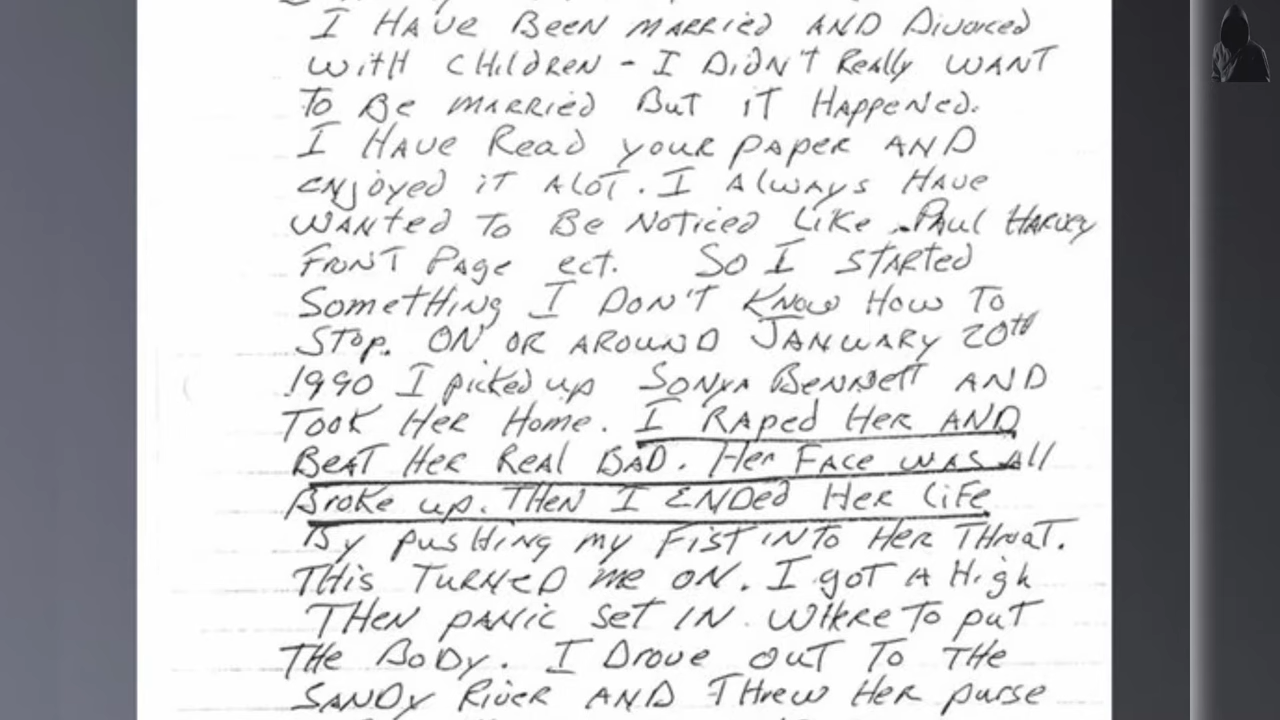 I HAVE BEEN MARRIED AND DIVORCED
WITH CHILDREN - I DIDN'T REALLY WANT
TO BE MARRIED BUT IT HAPPENED.
I HAVE READ YOUR PAPER AND
ENJOYED IT ALOT. I ALWAYS HAVE
WANTED TO BE NOTICED LIKE PAUL HARVEY
FRONT PAGE ECT. SO I STARTED
SOMETHING I DON'T KNOW HOW TO
STOP. ON OR AROUND JANUARY 20th
1990 I PICKED UP SONYA BENNETT AND
TOOK HER HOME. I RAPED HER AND
BEAT HER REAL BAD. HER FACE WAS All
BROKE UP. THEN I ENDED HER LIFE
BY PUSHING MY FIST INTO HER THROAT.
THIS TURNED ME ON. I GOT A HIGH
THEN PANIC SET IN. WHERE TO PUT
THE BODY. I DROVE OUT TO THE
SANDY RIVER AND THREW HER PURSE